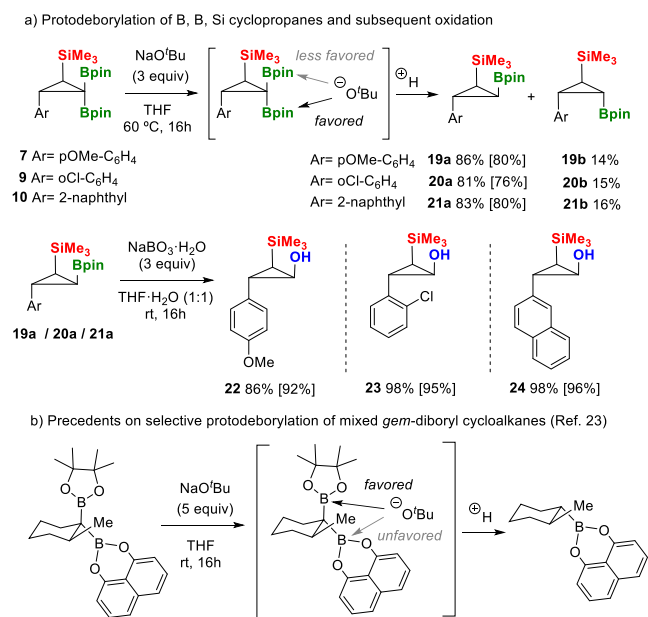 a) Protodeborylation of B, B, Si cyclopropanes and subsequent oxidation
SiMe3
Bpin
Bpin
Ar
NaOtBu
(3 equiv)
THF
60 ºC, 16h
SiMe3
Bpin
less favored
⊖
OtBu
Bpin
favored
Ar
⊕
H
SiMe3
Bpin
Ar
+
SiMe3
Ar
Bpin
7 Ar= pOMe-C6H4
9 Ar= oCl-C6H4
10 Ar= 2-naphthyl
Ar= pOMe-C6H4 19a 86% [80%] 19b 14%
Ar= oCl-C6H4 20a 81% [76%] 20b 15%
Ar= 2-naphthyl 21a 83% [80%] 21b 16%
SiMe3
Bpin
Ar
19a / 20a / 21a
NaBO3·H2O
(3 equiv)
THF·H2O (1:1)
rt, 16h
SiMe3
OH
OMe
22 86% [92%]
SiMe3
OH
Cl
23 98% [95%]
SiMe3
OH
24 98% [96%]
b) Precedents on selective protodeborylation of mixed gem-diboryl cycloalkanes (Ref. 23)
O O
B
Me
B O
O
NaOtBu
(5 equiv)
THF
rt, 16h
O O
B
favored
⊖
OtBu
Me
unfavored
B O
O
⊕
H
Me
B O
O